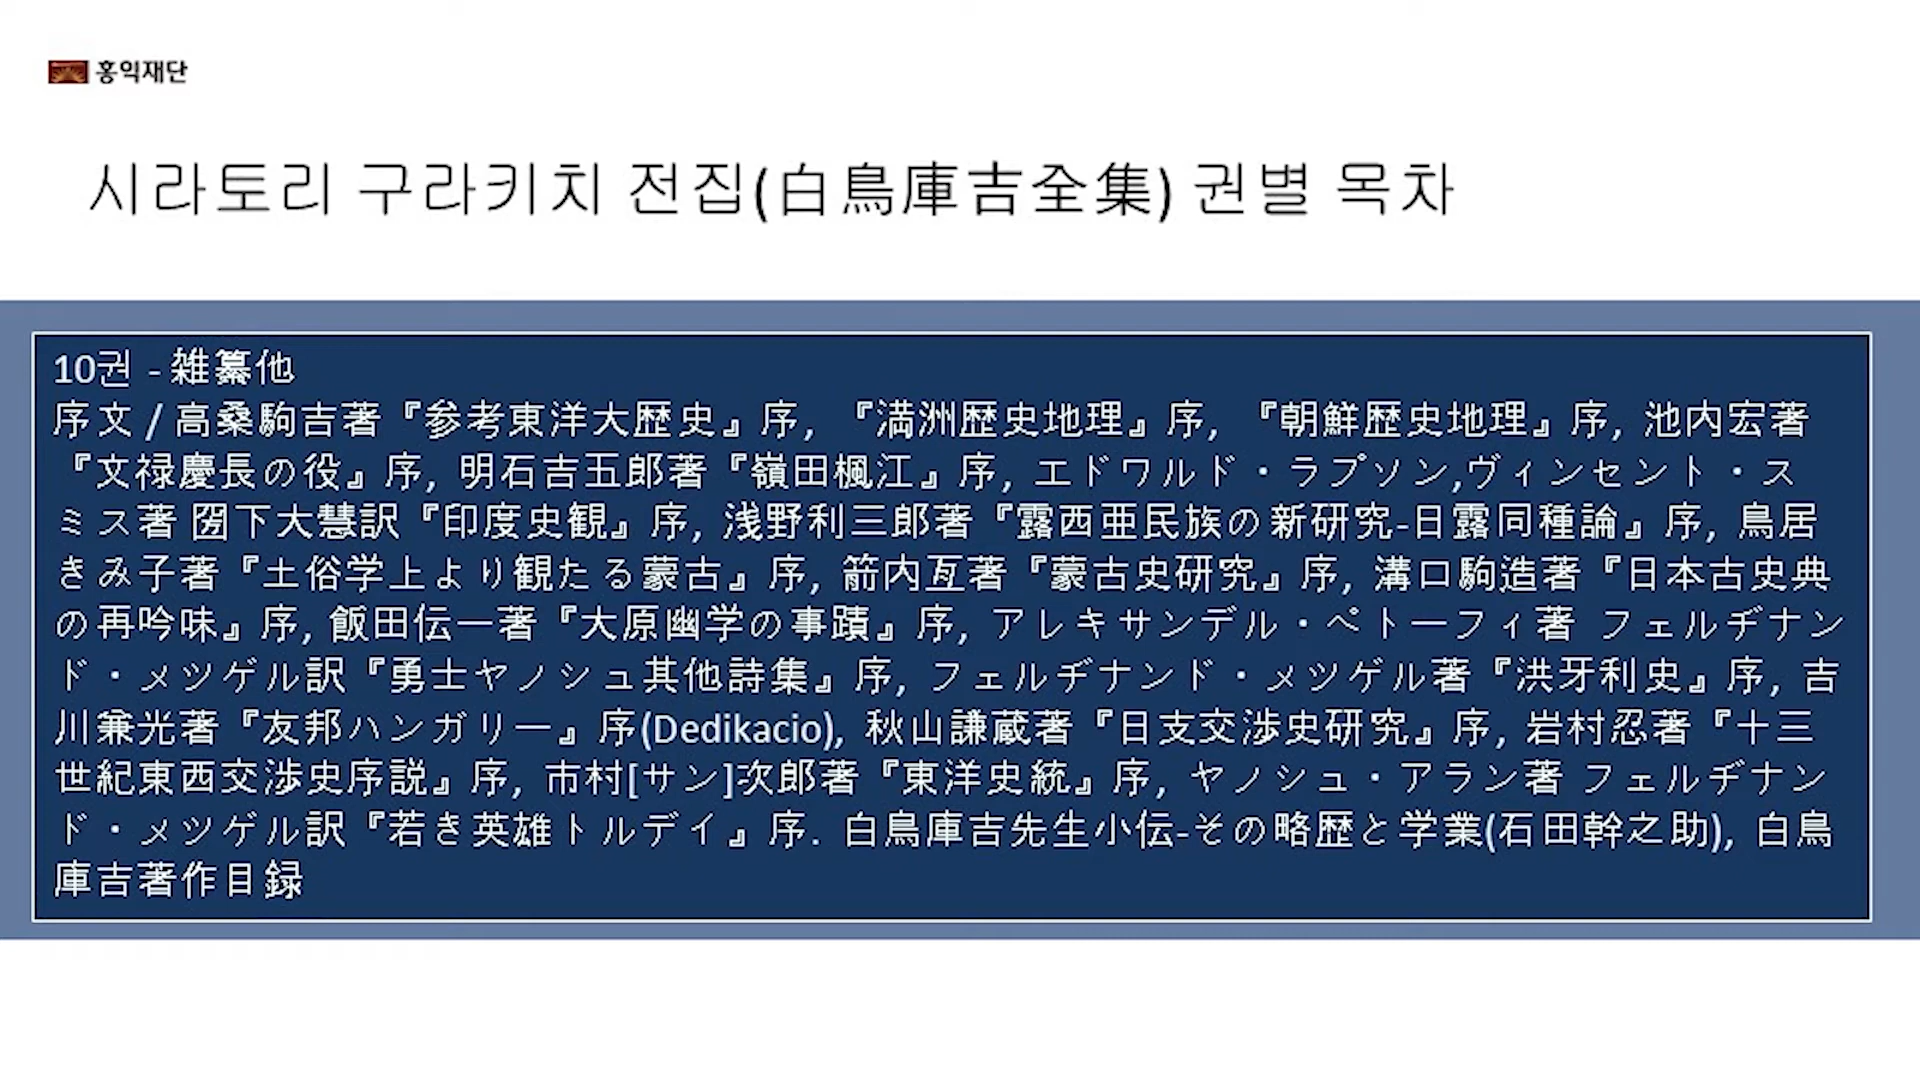 홍익재단
시라토리 구라키치 전집(白鳥庫吉全集) 권별 목차
10권 - 雑纂他
序文 / 高桑駒吉著『参考東洋大歴史』序, 『満洲歴史地理』序, 『朝鮮歴史地理』序, 池内宏著
『文禄慶長の役』序, 明石吉五郎著『嶺田楓江』序, エドワルド・ラプソン,ヴィンセント・ス
ミス著 圀下大慧訳『印度史観』序, 浅野利三郎著『露西亜民族の新研究-日露同種論』序, 鳥居
きみ子著『土俗学上より観たる蒙古』序, 箭内亙著『蒙古史研究』序, 溝口駒造著『日本古史典
の再吟味』序, 飯田伝一著『大原幽学の事蹟』序, アレキサンデル・ペトーフィ著 フェルヂナン
ド・メツゲル訳『勇士ヤノシュ其他詩集』序, フェルヂナンド・メツゲル著『洪牙利史』序, 吉
川兼光著『友邦ハンガリー』序(Dedikacio), 秋山謙蔵著『日支交渉史研究』序, 岩村忍著『十三
世紀東西交渉史序説』序, 市村[サン]次郎著『東洋史統』序, ヤノシュ・アラン著 フェルヂナン
ド・メツゲル訳『若き英雄トルデイ』序. 白鳥庫吉先生小伝-その略歴と学業(石田幹之助), 白鳥
庫吉著作目録